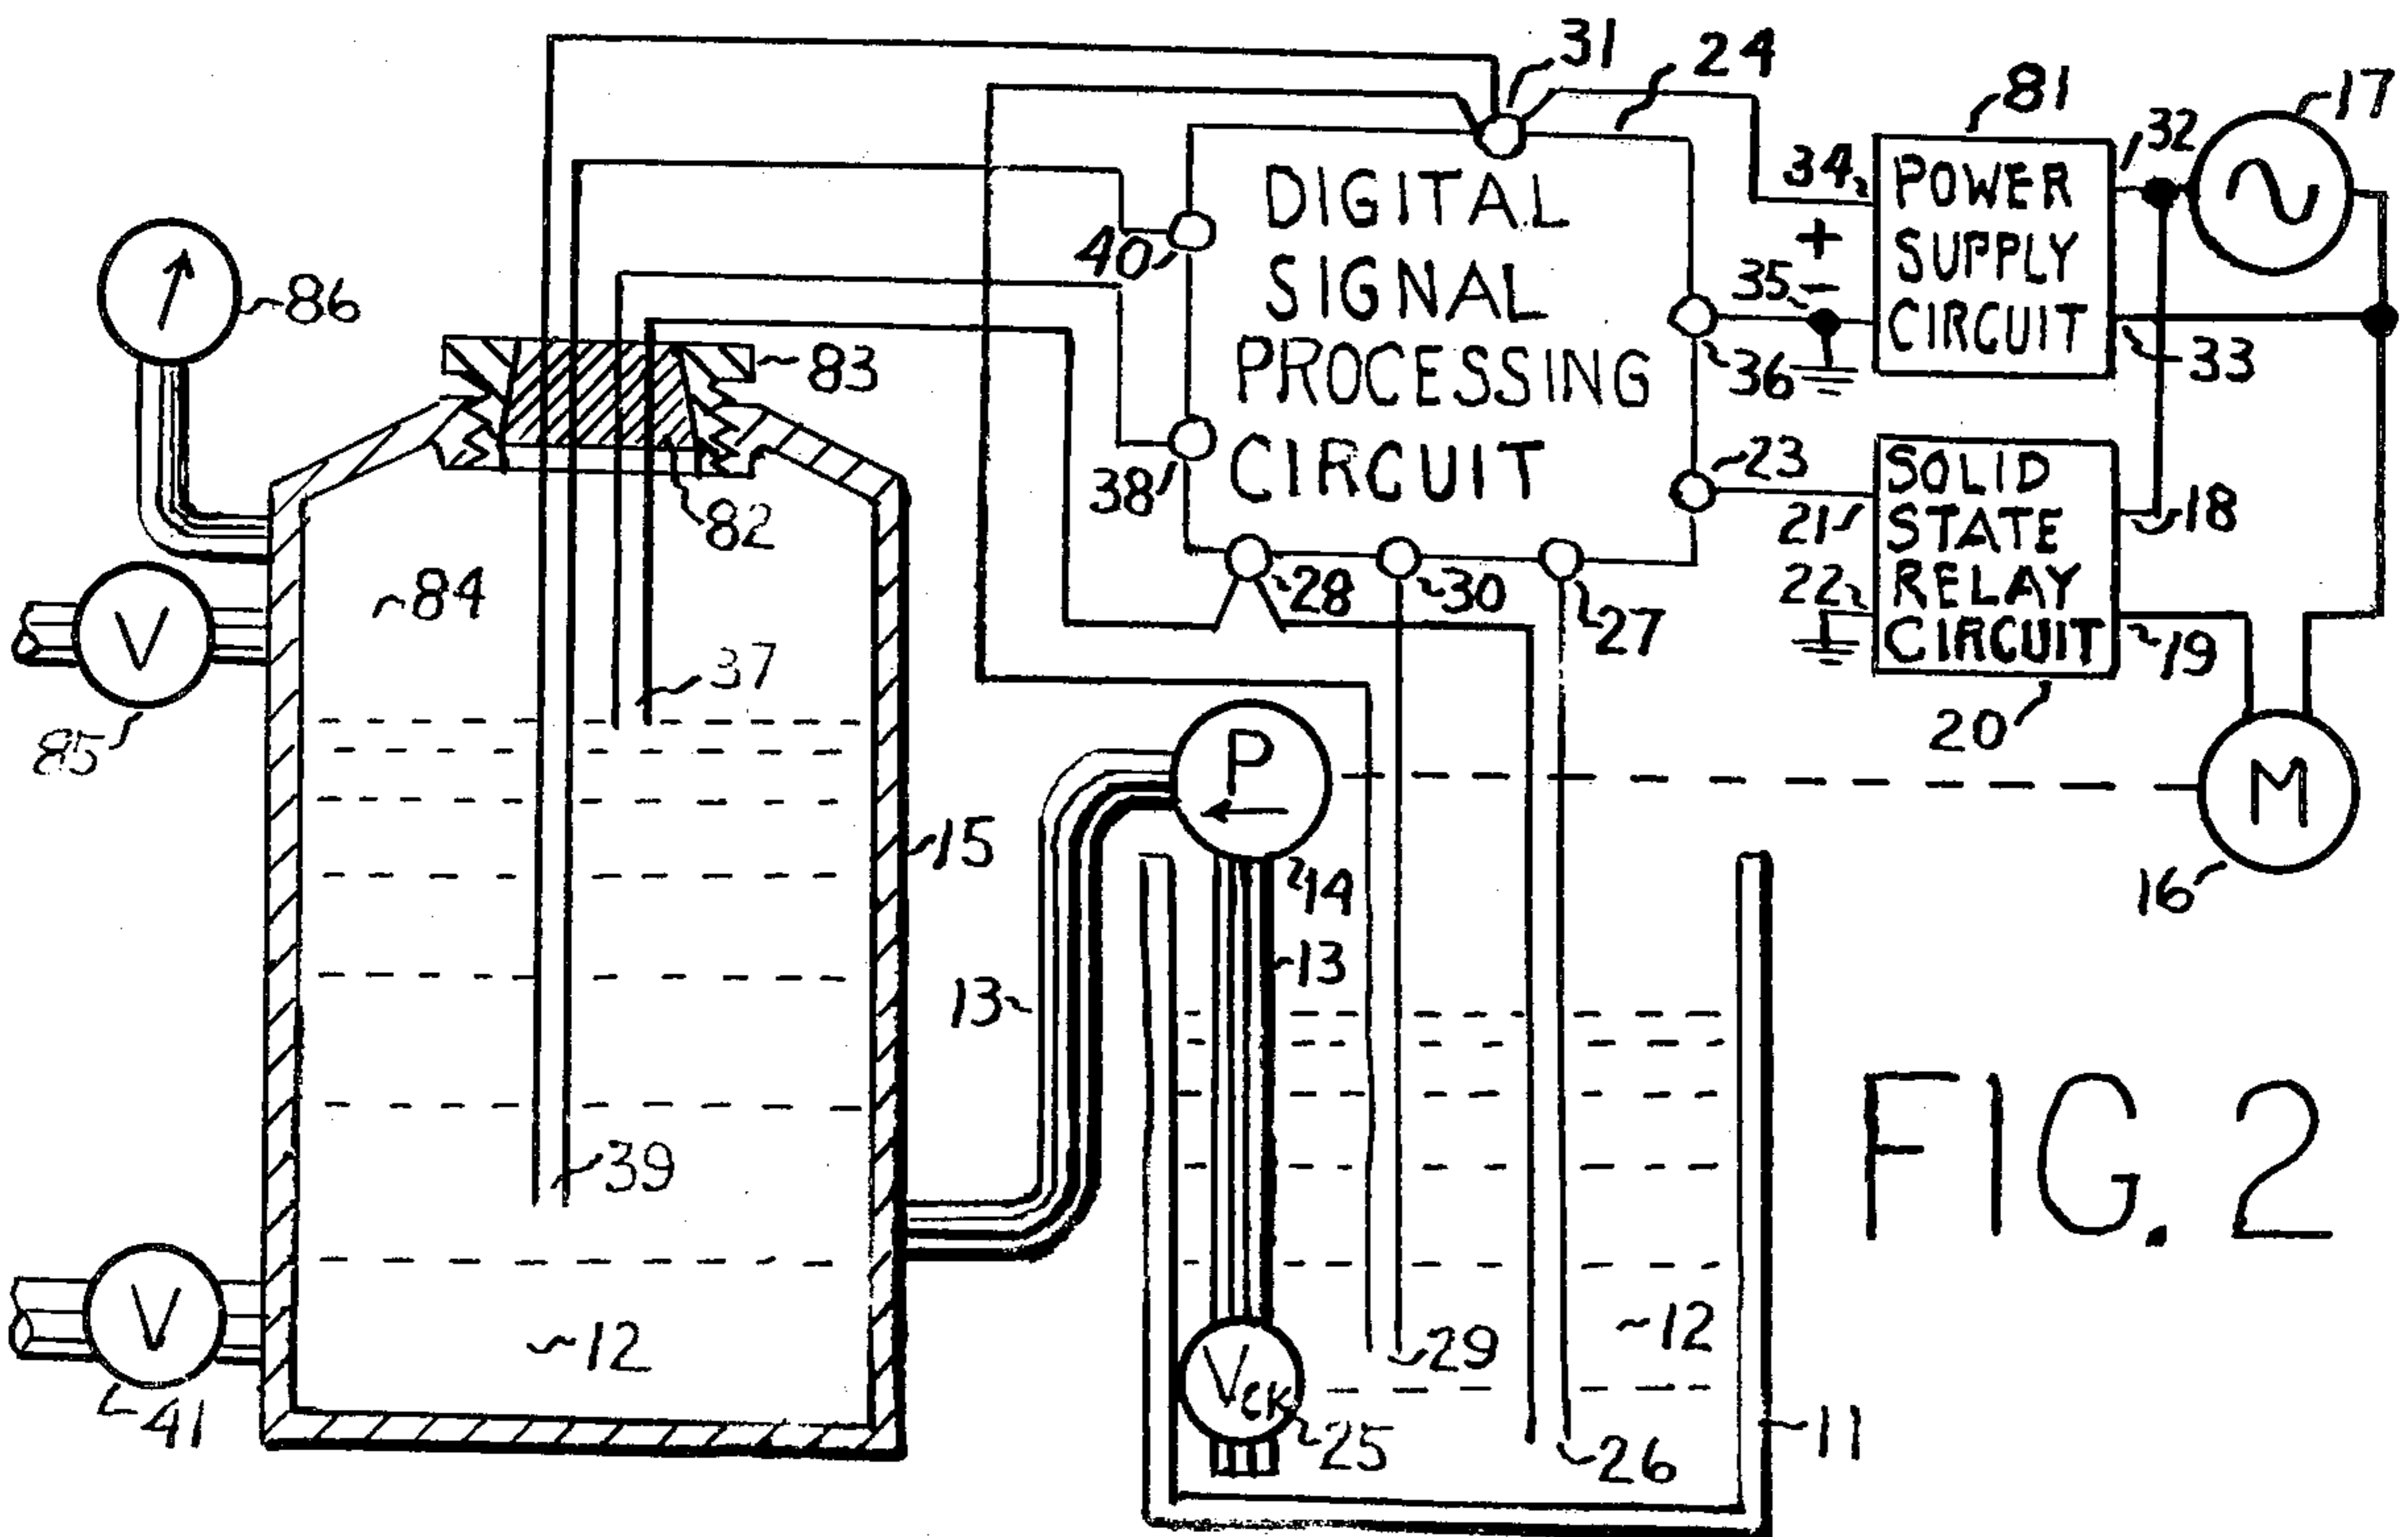 31
24
81
17
32
34
POWER
SUPPLY
CIRCUIT
+
-
35
33
36
DIGITAL
SIGNAL
PROCESSING
CIRCUIT
40
38
86
83
82
23
SOLID
STATE
RELAY
CIRCUIT
21
22
18
19
20
28
30
27
84
V
85
37
P
M
14
15
16
13
13
39
12
12
29
V
41
VCK
25
26
11
FIG. 2